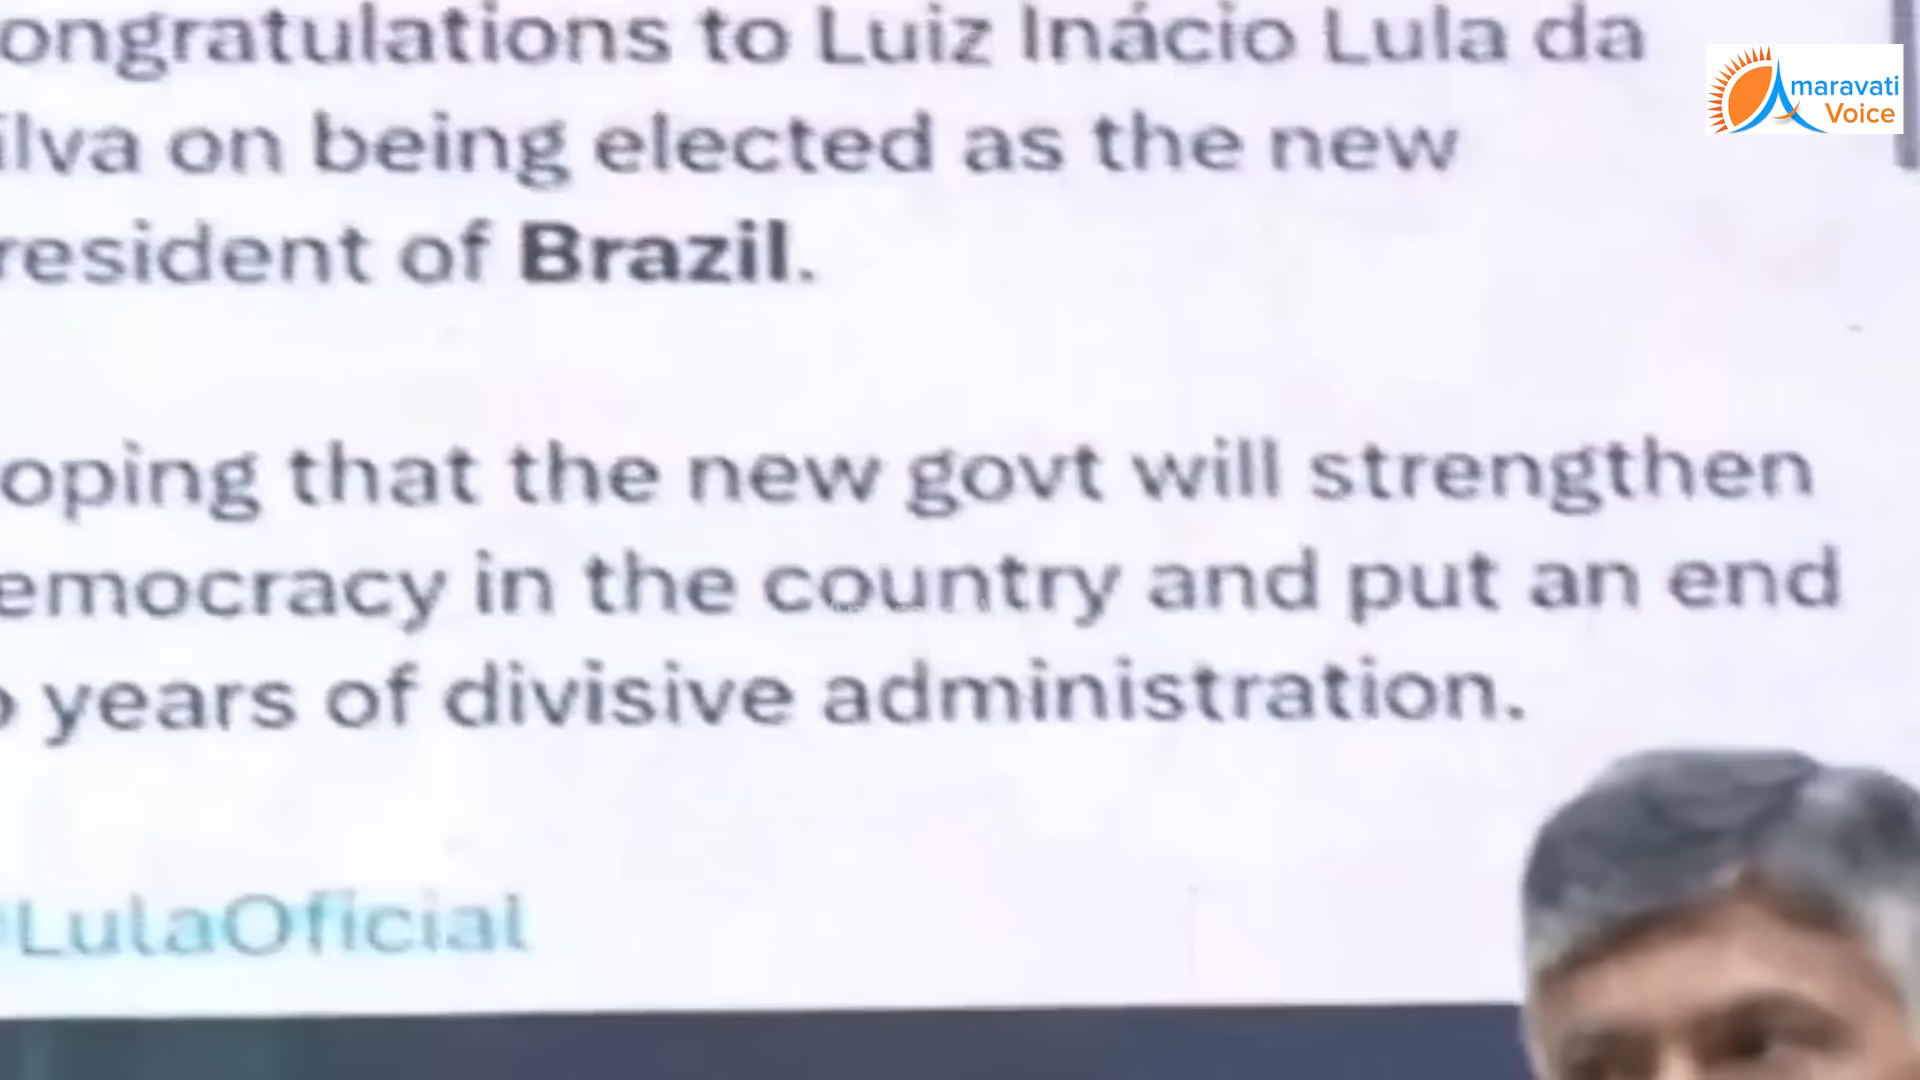 ongratulations to Luiz Inácio Lula da
ilva on being elected as the new
resident of Brazil.
oping that the new govt will strengthen
emocracy in the country and put an end
o years of divisive administration.
LulaOficial
maravati
Voice